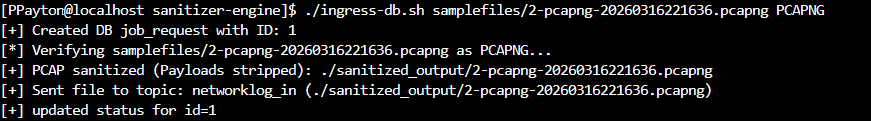 [PPayton@localhost sanitizer-engine]$ ./ingress-db.sh samplefiles/2-pcapng-20260316221636.pcapng PCAPNG
[+] Created DB job_request with ID: 1
[*] Verifying samplefiles/2-pcapng-20260316221636.pcapng as PCAPNG...
[+] PCAP sanitized (Payloads stripped): ./sanitized_output/2-pcapng-20260316221636.pcapng
[+] Sent file to topic: networklog_in (./sanitized_output/2-pcapng-20260316221636.pcapng)
[+] updated status for id=1